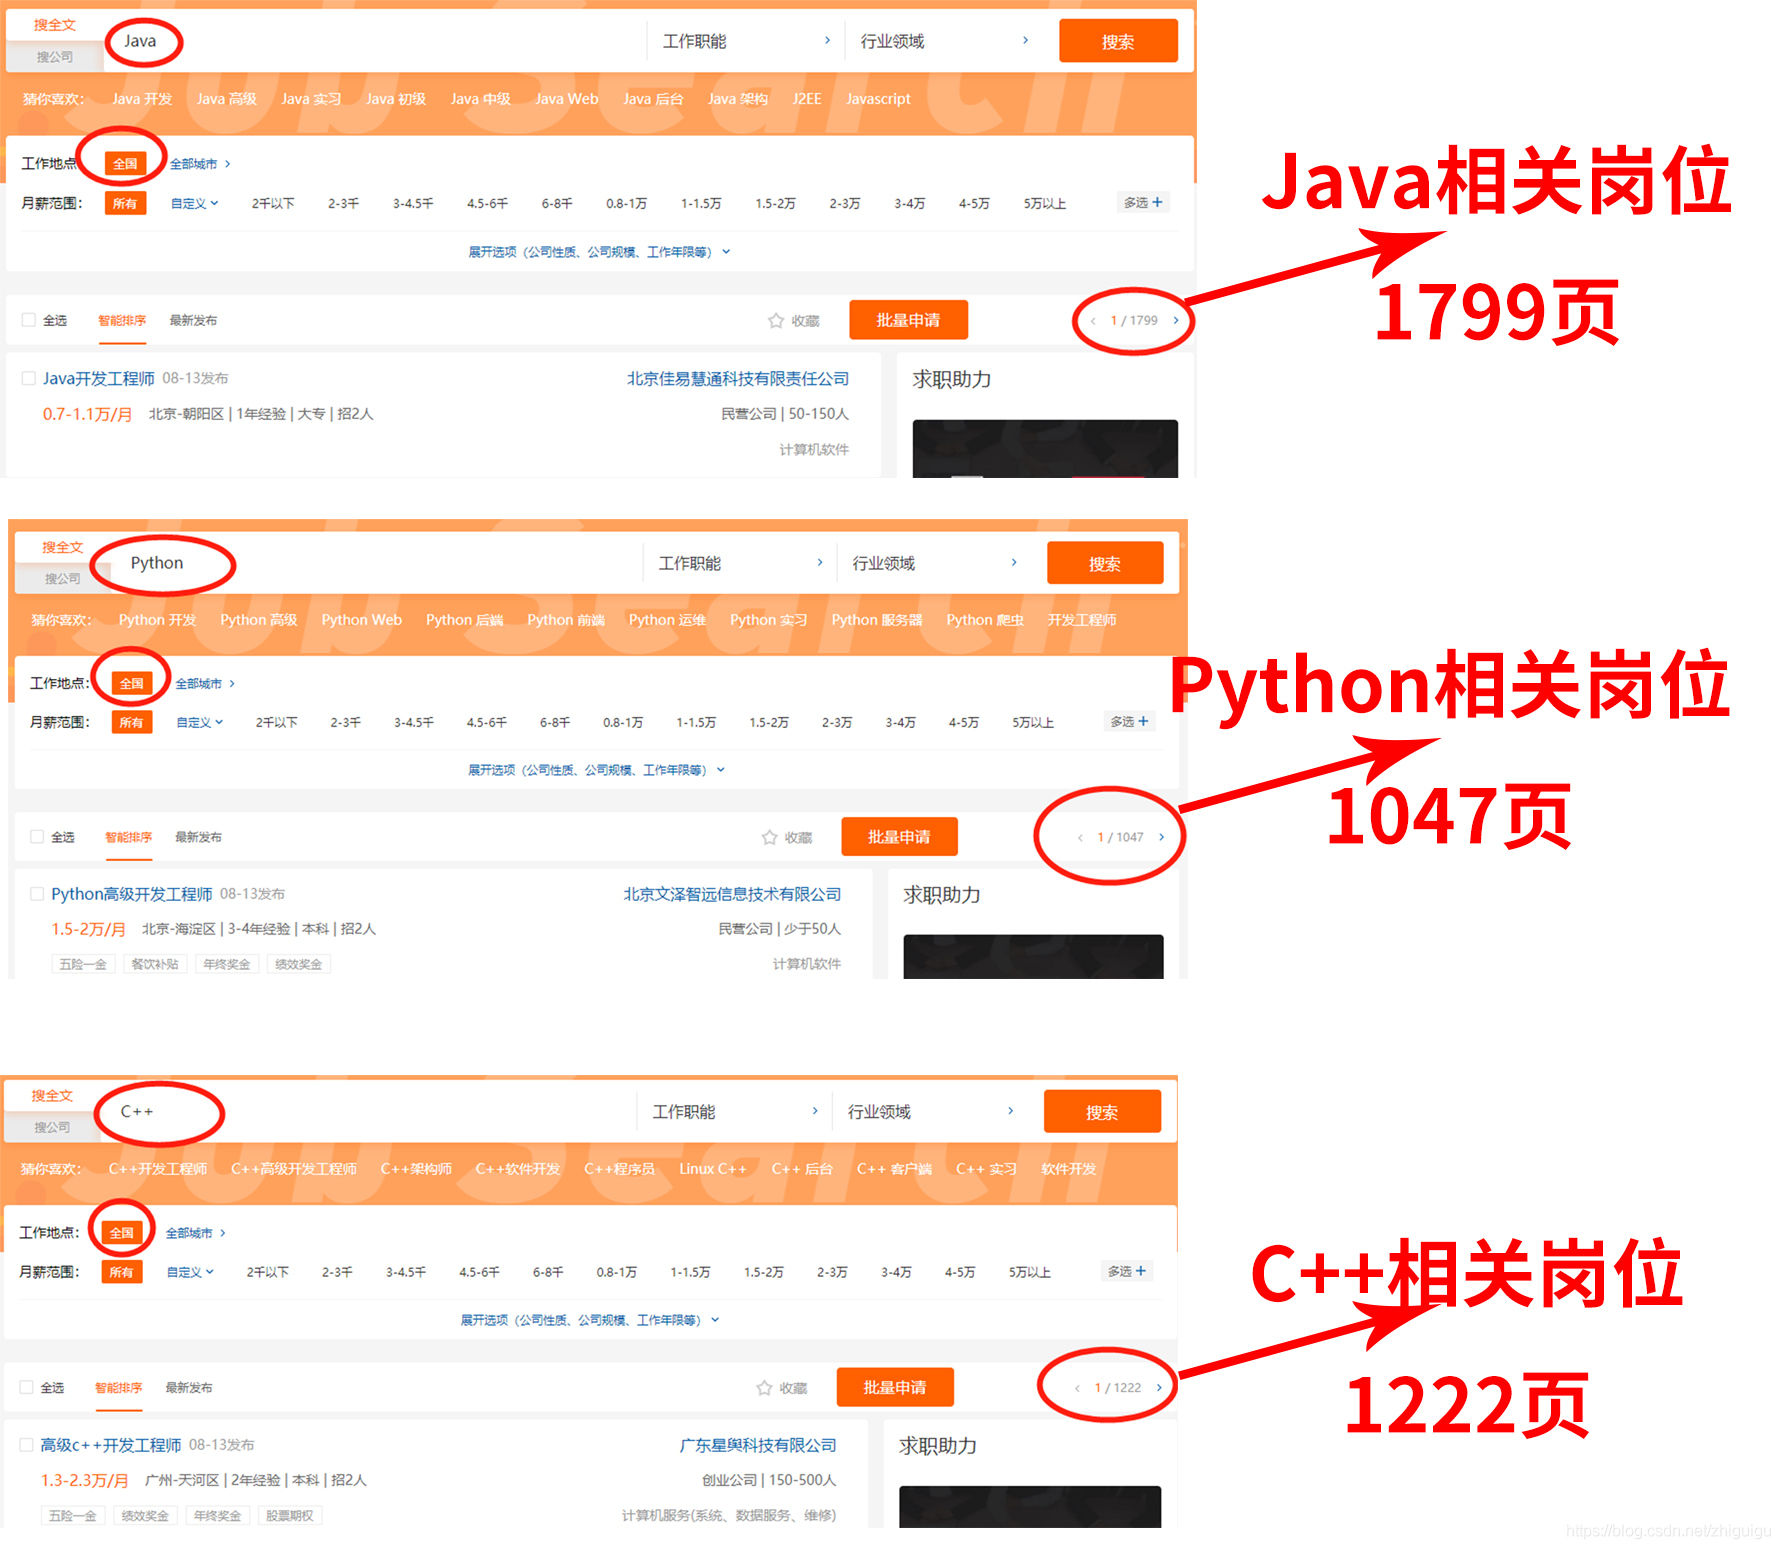 搜全文
搜公司
Java
工作职能 > 行业领域 > 搜索
猜你喜欢： Java 开发 Java 高级 Java 实习 Java 初级 Java 中级 Java Web Java 后台 Java 架构 J2EE Javascript
工作地点 全国 全部城市 >
月薪范围： 所有 自定义 2千以下 2-3千 3-4.5千 4.5-6千 6-8千 0.8-1万 1-1.5万 1.5-2万 2-3万 3-4万 4-5万 5万以上 多选 +
展开选项（公司性质、公司规模、工作年限等）
全选 智能排序 最新发布 收藏 批量申请 < 1 / 1799 >
Java开发工程师 08-13发布 北京佳易慧通科技有限责任公司
0.7-1.1万/月 北京-朝阳区 | 1年经验 | 大专 | 招2人 民营公司 | 50-150人
计算机软件
求职助力
Java相关岗位
1799页
搜全文
搜公司
Python
工作职能 > 行业领域 > 搜索
猜你喜欢： Python 开发 Python 高级 Python Web Python 后端 Python 前端 Python 运维 Python 实习 Python 服务器 Python 爬虫 开发工程师
工作地点： 全国 全部城市 >
月薪范围： 所有 自定义 2千以下 2-3千 3-4.5千 4.5-6千 6-8千 0.8-1万 1-1.5万 1.5-2万 2-3万 3-4万 4-5万 5万以上 多选 +
展开选项（公司性质、公司规模、工作年限等）
全选 智能排序 最新发布 收藏 批量申请 < 1 / 1047 >
Python高级开发工程师 08-13发布 北京文泽智远信息技术有限公司
1.5-2万/月 北京-海淀区 | 3-4年经验 | 本科 | 招2人 民营公司 | 少于50人
五险一金 餐饮补贴 年终奖金 绩效奖金 计算机软件
求职助力
Python相关岗位
1047页
搜全文
搜公司
C++
工作职能 > 行业领域 > 搜索
猜你喜欢： C++开发工程师 C++高级开发工程师 C++架构师 C++软件开发 C++程序员 Linux C++ C++ 后台 C++ 客户端 C++ 实习 软件开发
工作地点： 全国 全部城市 >
月薪范围： 所有 自定义 2千以下 2-3千 3-4.5千 4.5-6千 6-8千 0.8-1万 1-1.5万 1.5-2万 2-3万 3-4万 4-5万 5万以上 多选 +
展开选项（公司性质、公司规模、工作年限等）
全选 智能排序 最新发布 收藏 批量申请 < 1 / 1222 >
高级c++开发工程师 08-13发布 广东星舆科技有限公司
1.3-2.3万/月 广州-天河区 | 2年经验 | 本科 | 招2人 创业公司 | 150-500人
五险一金 绩效奖金 年终奖金 股票期权 计算机服务(系统、数据服务、维修)
求职助力
C++相关岗位
1222页
https://blog.csdn.net/zhiguigu